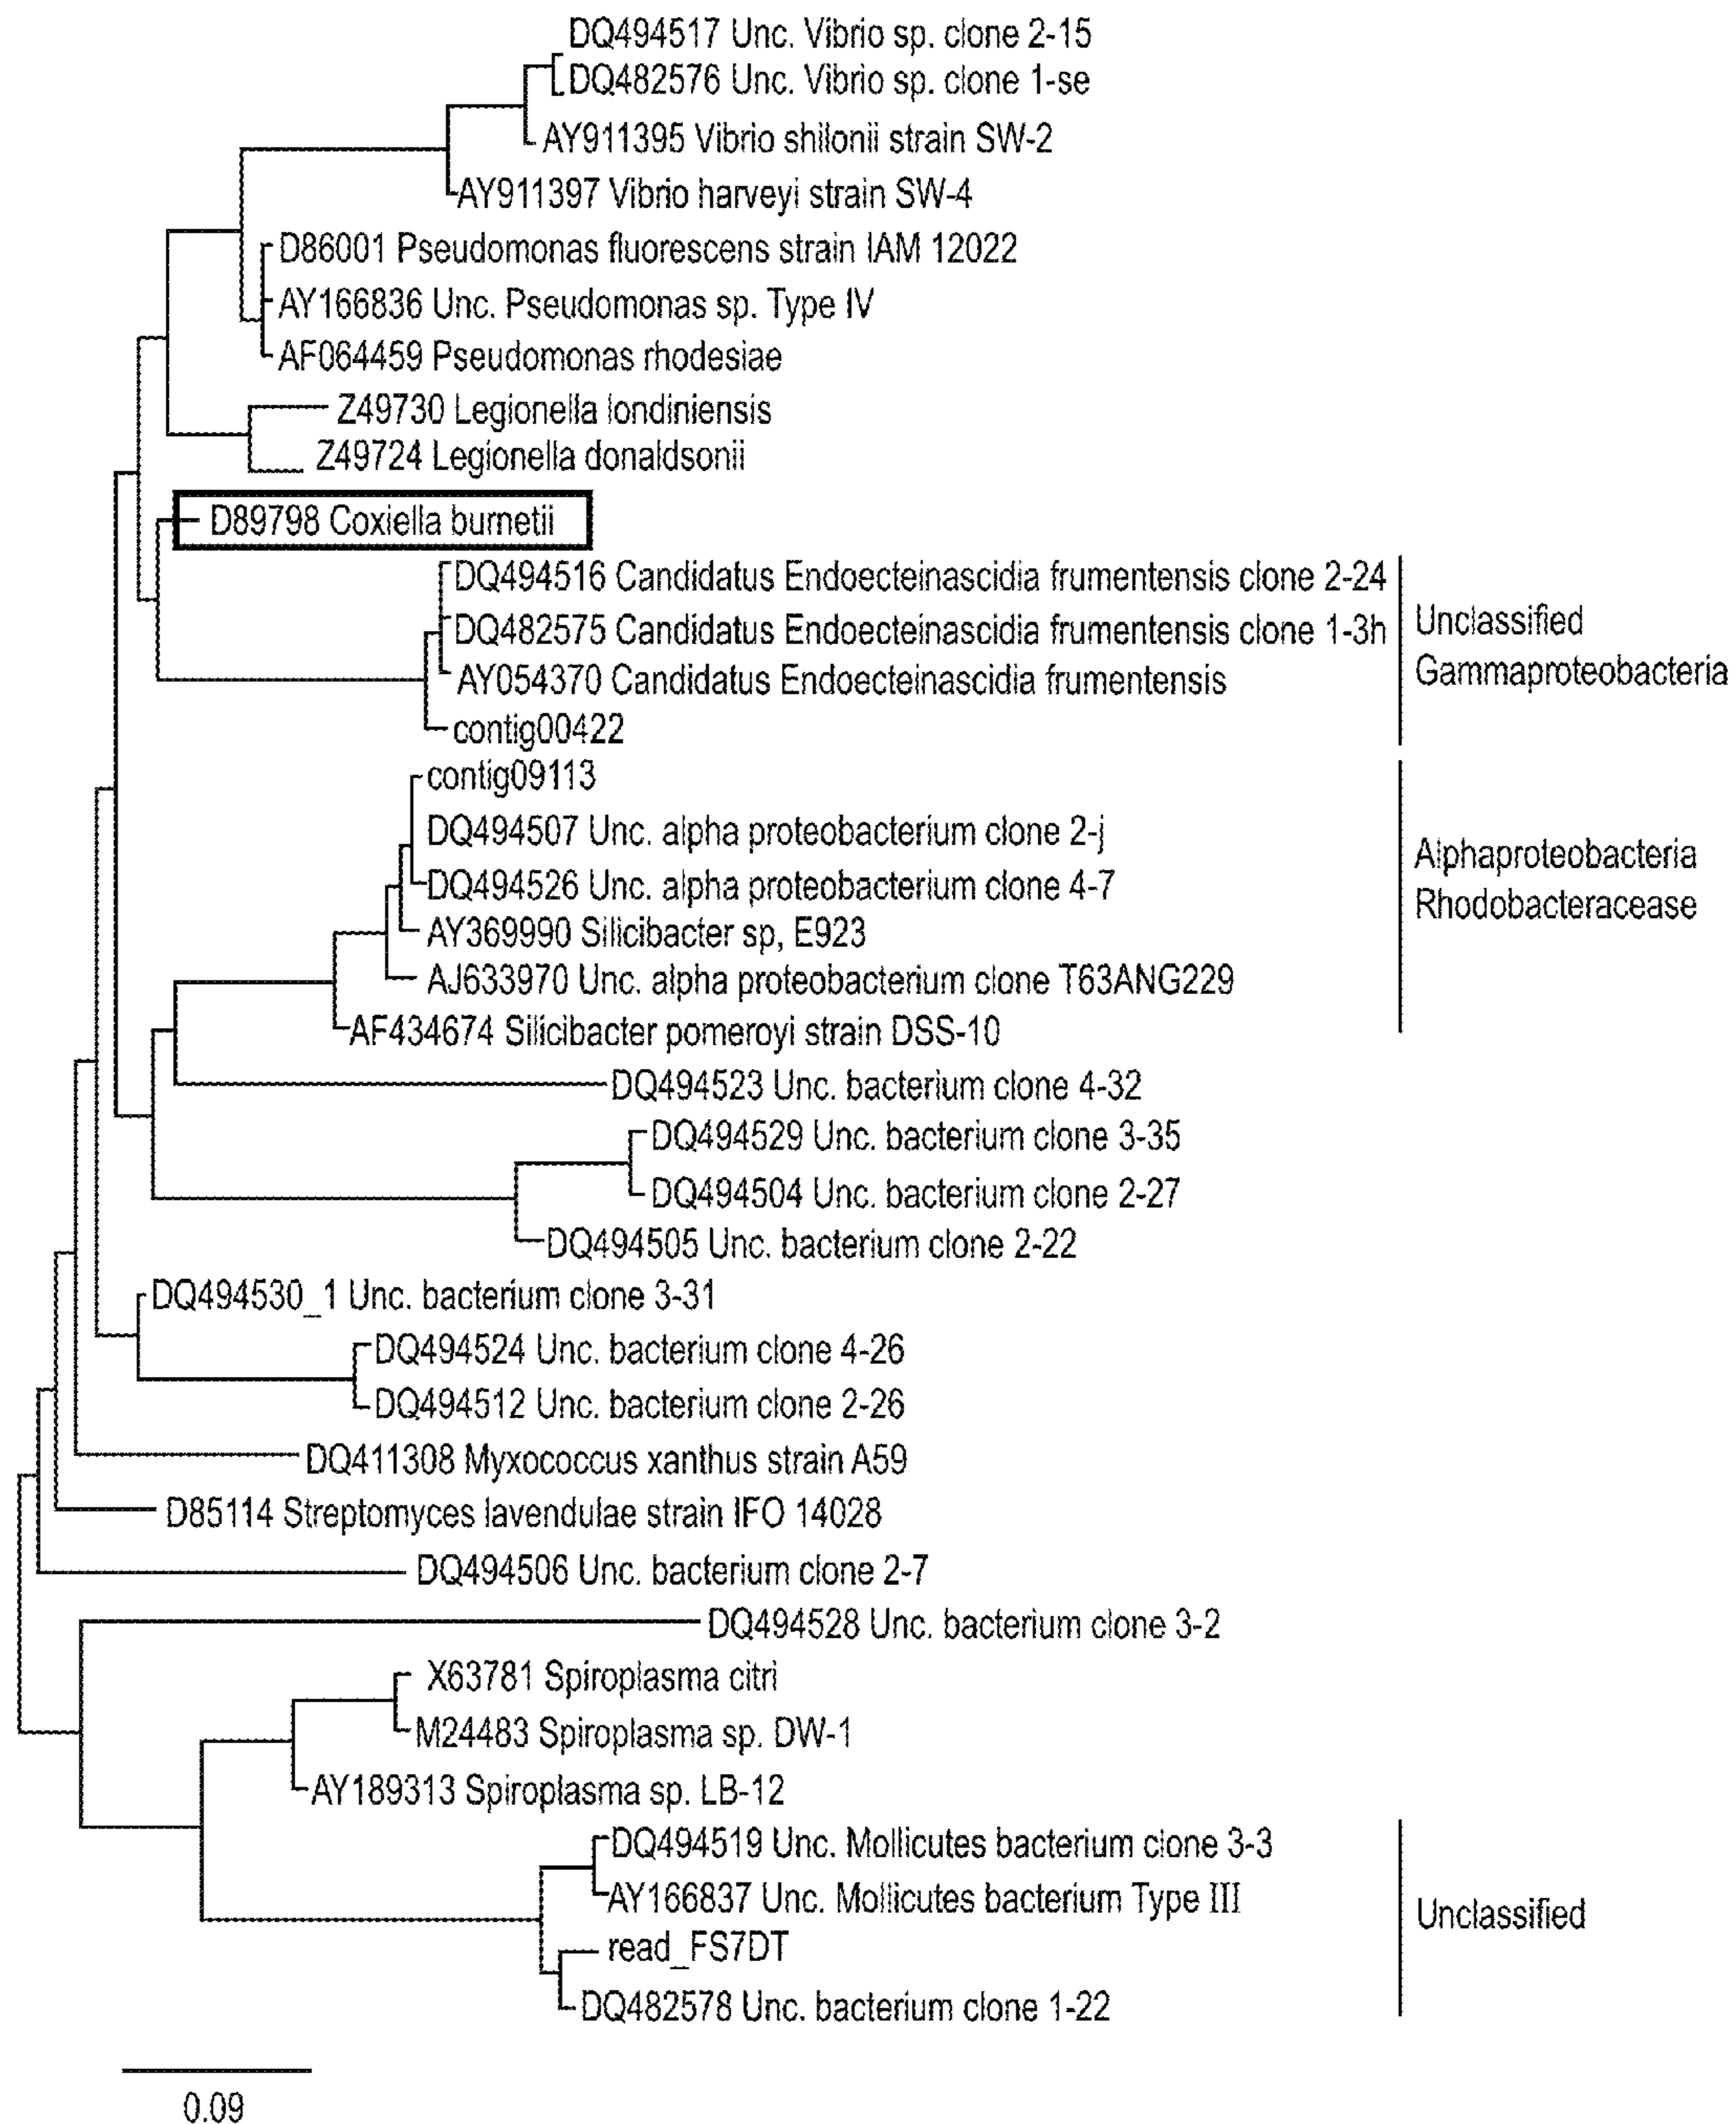 DQ494517 Unc. Vibrio sp. clone 2-15
DQ482576 Unc. Vibrio sp. clone 1-se
AY911395 Vibrio shilonii strain SW-2
AY911397 Vibrio harveyi strain SW-4
D86001 Pseudomonas fluorescens strain IAM 12022
AY166836 Unc. Pseudomonas sp. Type IV
AF064459 Pseudomonas rhodesiae
Z49730 Legionella londiniensis
Z49724 Legionella donaldsonii
D89798 Coxiella burnetii
DQ494516 Candidatus Endoecteinascidia frumentensis clone 2-24
DQ482575 Candidatus Endoecteinascidia frumentensis clone 1-3h
AY054370 Candidatus Endoecteinascidia frumentensis
contig00422
Unclassified
Gammaproteobacteria
contig09113
DQ494507 Unc. alpha proteobacterium clone 2-j
DQ494526 Unc. alpha proteobacterium clone 4-7
AY369990 Silicibacter sp, E923
AJ633970 Unc. alpha proteobacterium clone T63ANG229
AF434674 Silicibacter pomeroyi strain DSS-10
Alphaproteobacteria
Rhodobacteracease
DQ494523 Unc. bacterium clone 4-32
DQ494529 Unc. bacterium clone 3-35
DQ494504 Unc. bacterium clone 2-27
DQ494505 Unc. bacterium clone 2-22
DQ494530_1 Unc. bacterium clone 3-31
DQ494524 Unc. bacterium clone 4-26
DQ494512 Unc. bacterium clone 2-26
DQ411308 Myxococcus xanthus strain A59
D85114 Streptomyces lavendulae strain IFO 14028
DQ494506 Unc. bacterium clone 2-7
DQ494528 Unc. bacterium clone 3-2
X63781 Spiroplasma citri
M24483 Spiroplasma sp. DW-1
AY189313 Spiroplasma sp. LB-12
DQ494519 Unc. Mollicutes bacterium clone 3-3
AY166837 Unc. Mollicutes bacterium Type III
read_FS7DT
DQ482578 Unc. bacterium clone 1-22
Unclassified
0.09